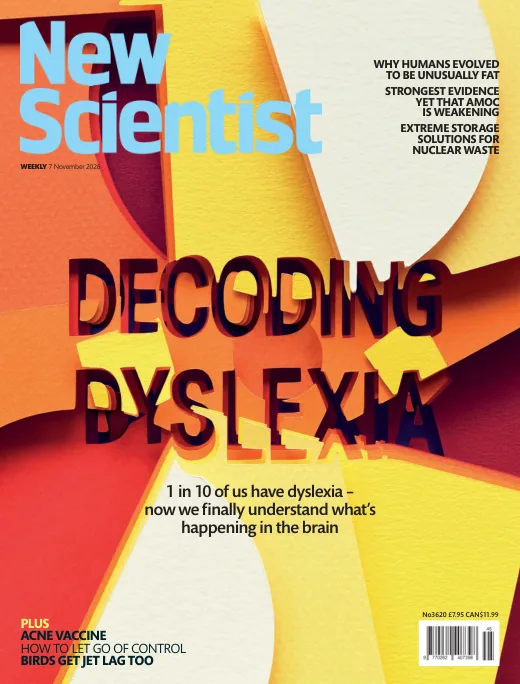 New
Scientist
WEEKLY 7 November 2026
WHY HUMANS EVOLVED
TO BE UNUSUALLY FAT
STRONGEST EVIDENCE
YET THAT AMOC
IS WEAKENING
EXTREME STORAGE
SOLUTIONS FOR
NUCLEAR WASTE
DECODING
DYSLEXIA
1 in 10 of us have dyslexia –
now we finally understand what's
happening in the brain
PLUS
ACNE VACCINE
HOW TO LET GO OF CONTROL
BIRDS GET JET LAG TOO
No3620 £7.95 CAN$11.99
45